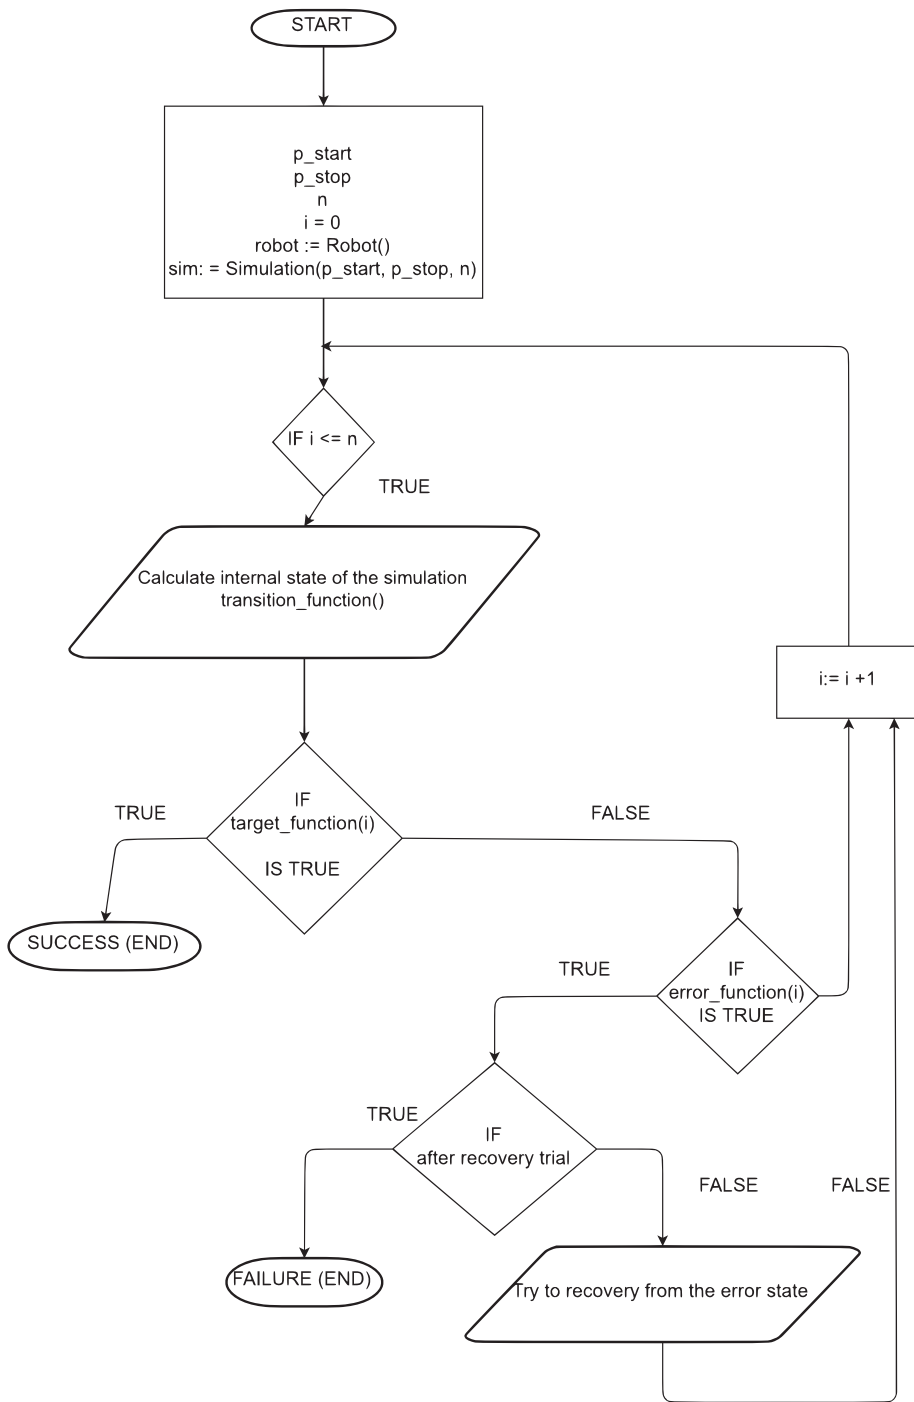 START
p_start
p_stop
n
i = 0
robot := Robot()
sim: = Simulation(p_start, p_stop, n)
IF i <= n
TRUE
Calculate internal state of the simulation
transition_function()
i:= i +1
TRUE
IF
target_function(i)
IS TRUE
FALSE
SUCCESS (END)
TRUE
IF
error_function(i)
IS TRUE
TRUE
IF
after recovery trial
FALSE
FALSE
FAILURE (END)
Try to recovery from the error state